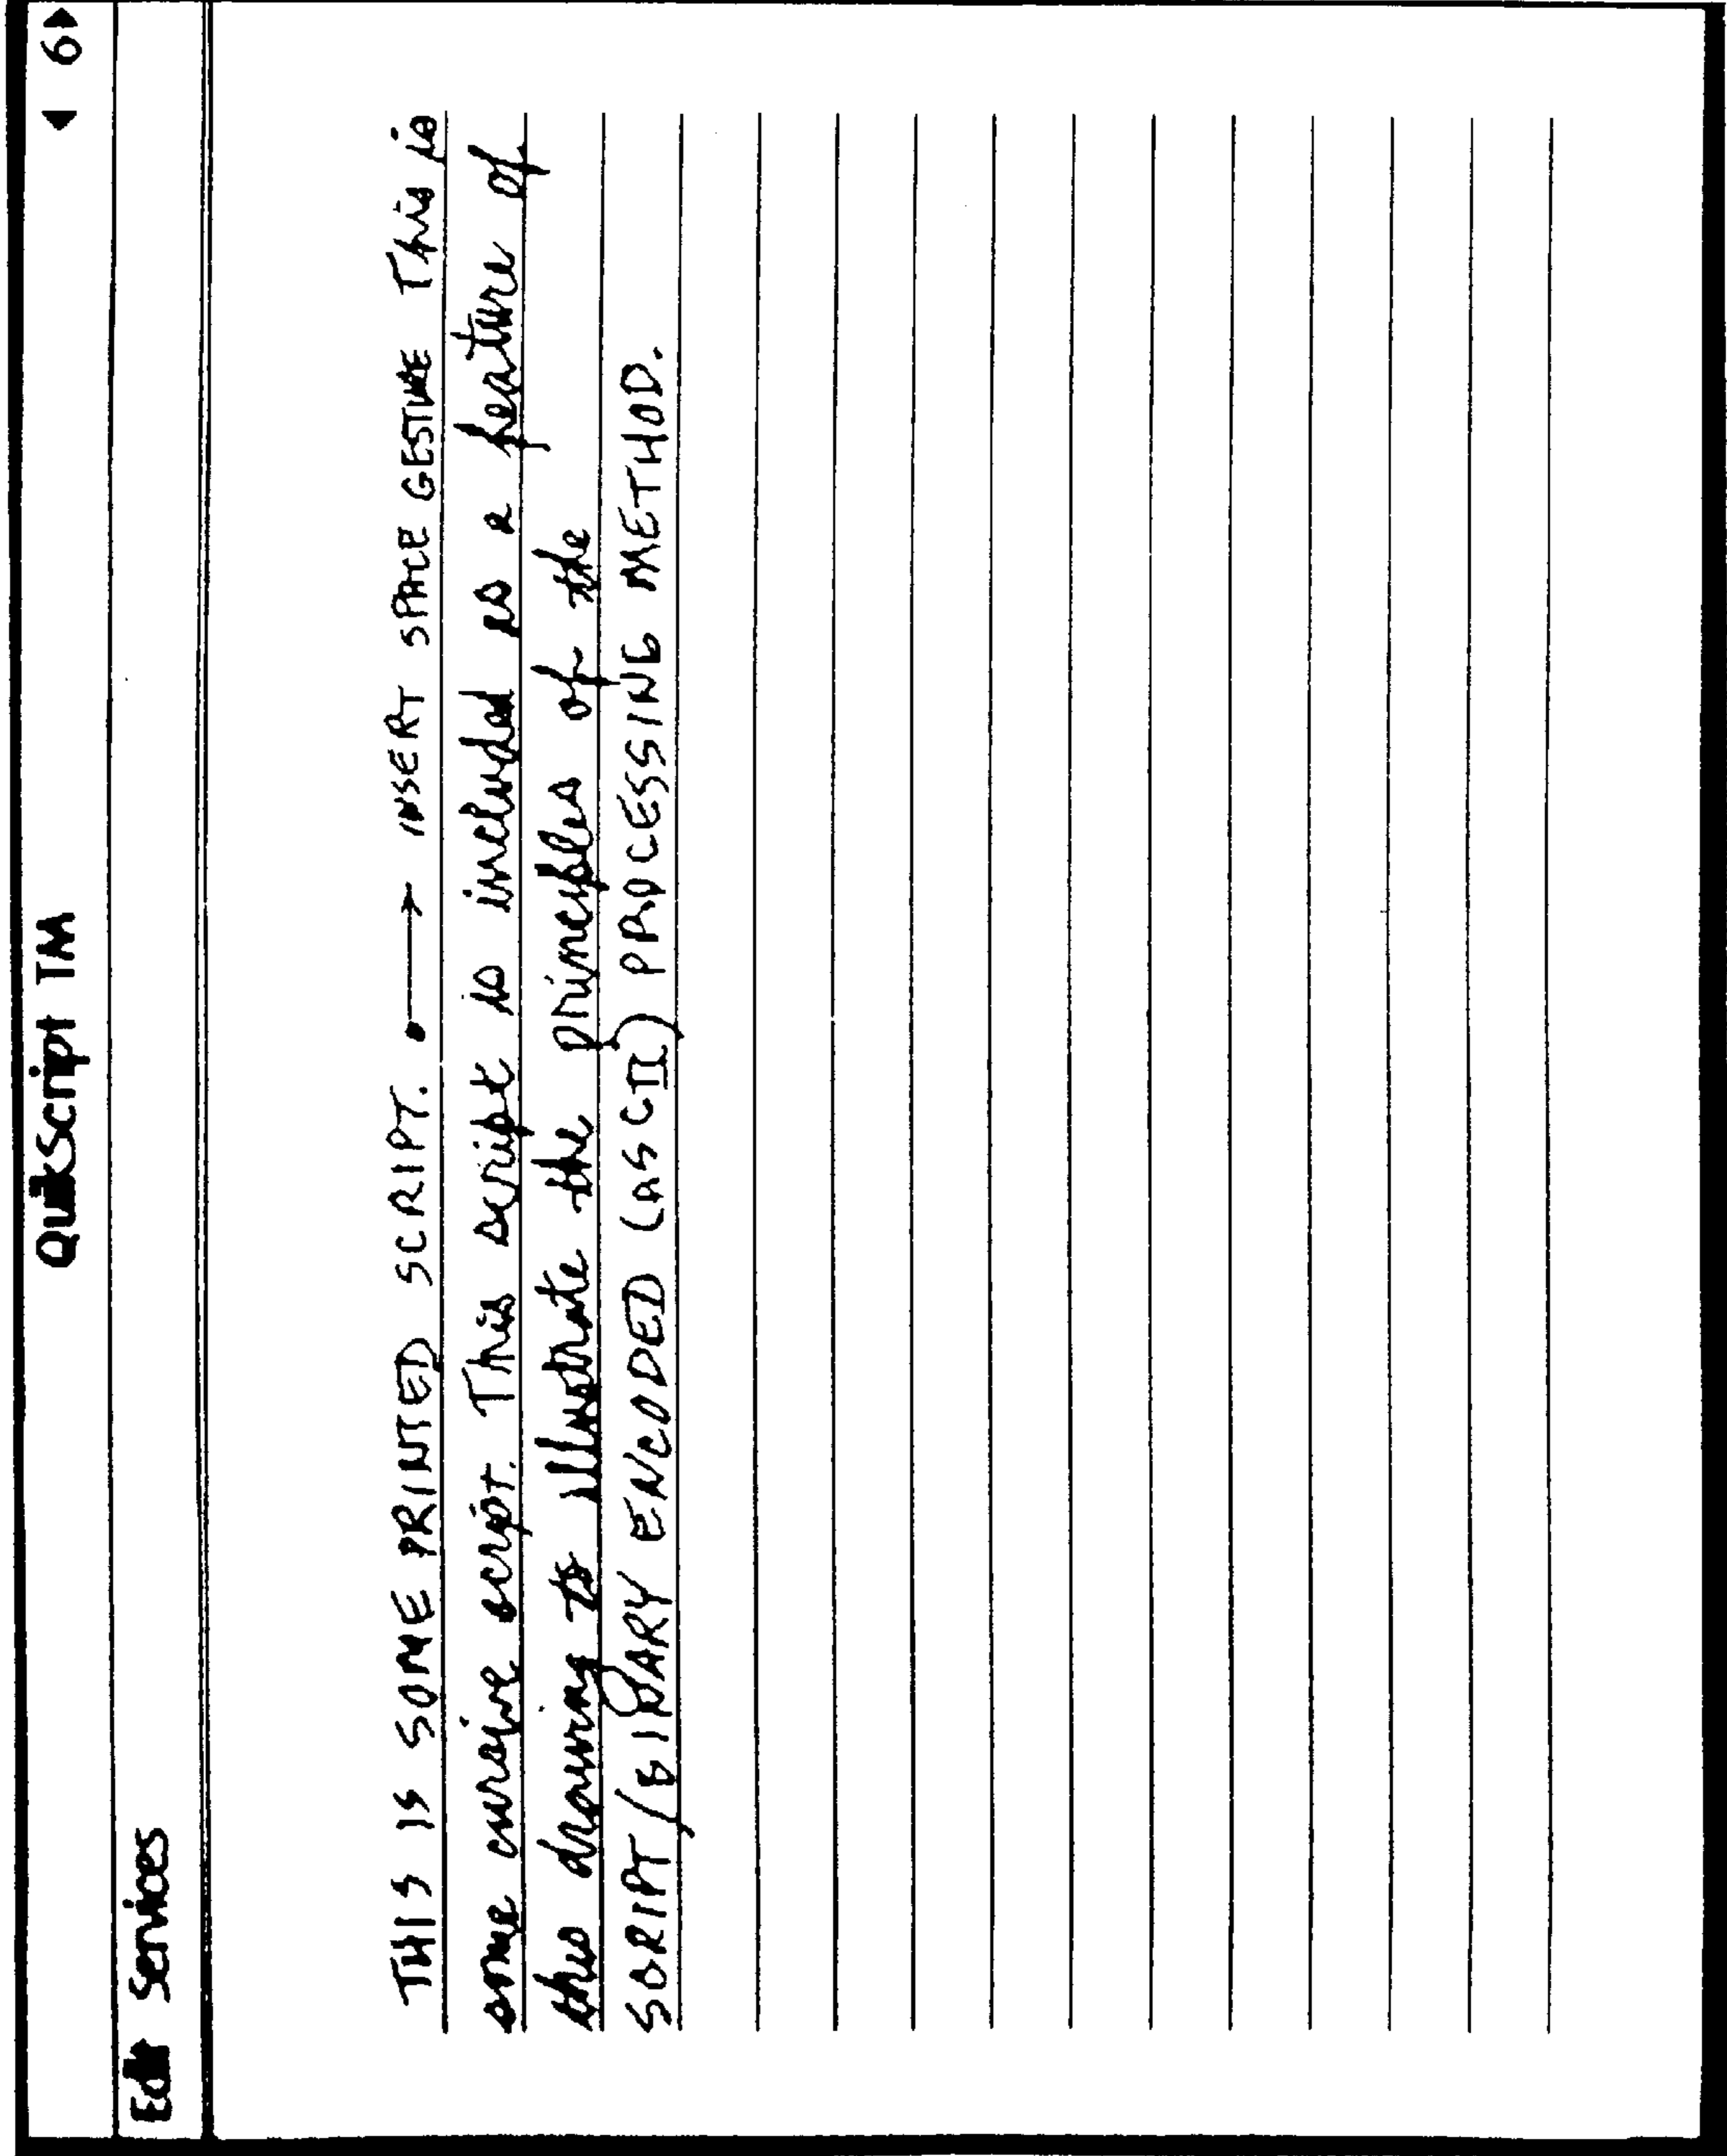 QuikScript TM ◄ 6►
Edit Services
THIS IS SOME PRINTED SCRIPT. •→ INSERT SPACE GESTURE This is
some cursive script. This script is included as a feature of
this drawing to illustrate the principles of the
SCRIPT/BINARY ENCODED (ASCII) PROCESSING METHOD.